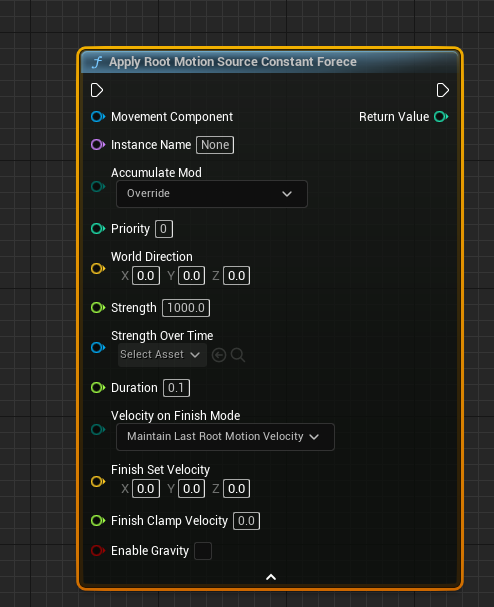 f Apply Root Motion Source Constant Forece
Movement Component
Return Value
Instance Name None
Accumulate Mod
Override
Priority 0
World Direction
X 0.0 Y 0.0 Z 0.0
Strength 1000.0
Strength Over Time
Select Asset
Duration 0.1
Velocity on Finish Mode
Maintain Last Root Motion Velocity
Finish Set Velocity
X 0.0 Y 0.0 Z 0.0
Finish Clamp Velocity 0.0
Enable Gravity